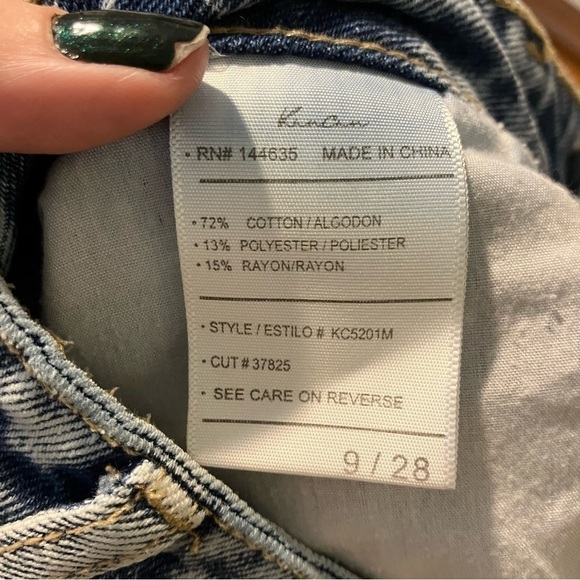 KanCan
• RN# 144635 MADE IN CHINA
• 72% COTTON / ALGODON
• 13% POLYESTER / POLIESTER
• 15% RAYON/RAYON
• STYLE / ESTILO # KC5201M
• CUT # 37825
• SEE CARE ON REVERSE
9 / 28